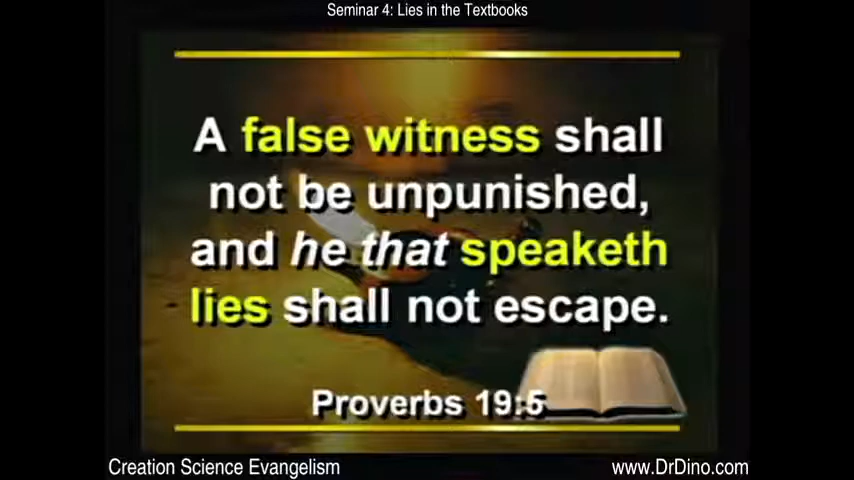 Seminar 4: Lies in the Textbooks
A false witness shall
not be unpunished,
and he that speaketh
lies shall not escape.
Proverbs 19:5
Creation Science Evangelism
www.DrDino.com